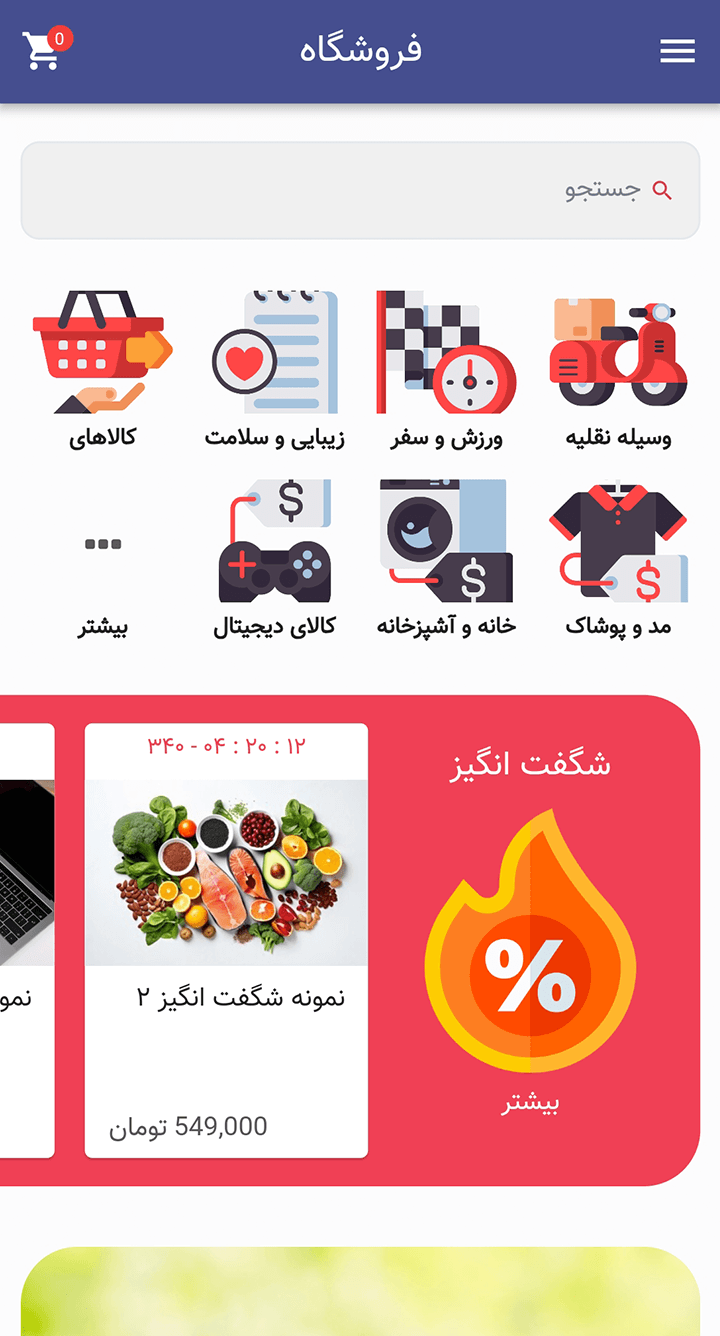 فروشگاه
0
جستجو
وسیله نقلیه
ورزش و سفر
زیبایی و سلامت
کالاهای
$
$
$
مد و پوشاک
خانه و آشپزخانه
کالای دیجیتال
بیشتر
شگفت انگیز
%
بیشتر
۳۴۰ - ۰۴ : ۲۰ : ۱۲
نمونه شگفت انگیز ۲
549,000 تومان
نمو